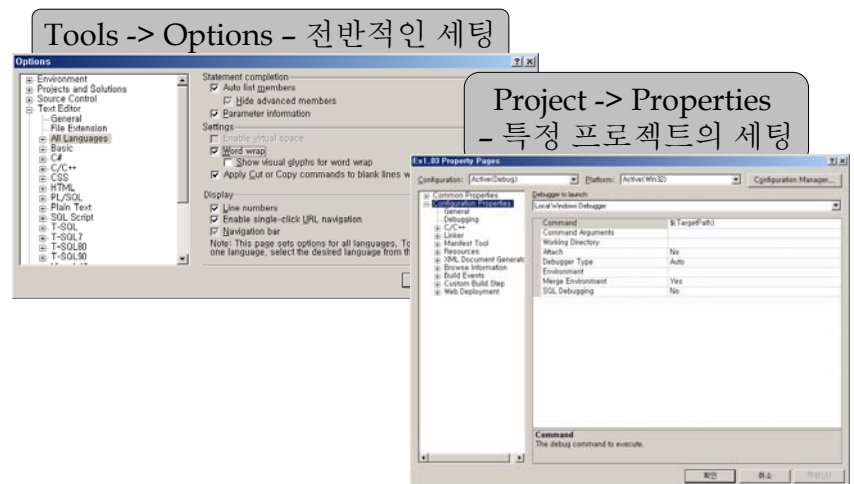 Tools -> Options – 전반적인 세팅
Options
Environment
Projects and Solutions
Source Control
Text Editor
General
File Extension
All Languages
Basic
C#
C/C++
CSS
HTML
PL/SQL
Plain Text
SQL Script
T-SQL
T-SQL7
T-SQL80
T-SQL90
Statement completion
Auto list members
Hide advanced members
Parameter information
Settings
Enable virtual space
Word wrap
Show visual glyphs for word wrap
Apply Cut or Copy commands to blank lines w
Display
Line numbers
Enable single-click URL navigation
Navigation bar
Note: This page sets options for all languages, To
one language, select the desired language from th
Project -> Properties
– 특정 프로젝트의 세팅
Ex1_03 Property Pages
Configuration: Active(Debug)
Platform: Active(Win32)
Configuration Manager...
Common Properties
Configuration Properties
General
Debugging
C/C++
Linker
Manifest Tool
Resources
XML Document Generato
Browse Information
Build Events
Custom Build Step
Web Deployment
Debugger to launch:
Local Windows Debugger
Command $(TargetPath)
Command Arguments
Working Directory
Attach No
Debugger Type Auto
Environment
Merge Environment Yes
SQL Debugging No
Command
The debug command to execute.
확인
취소
적용(A)